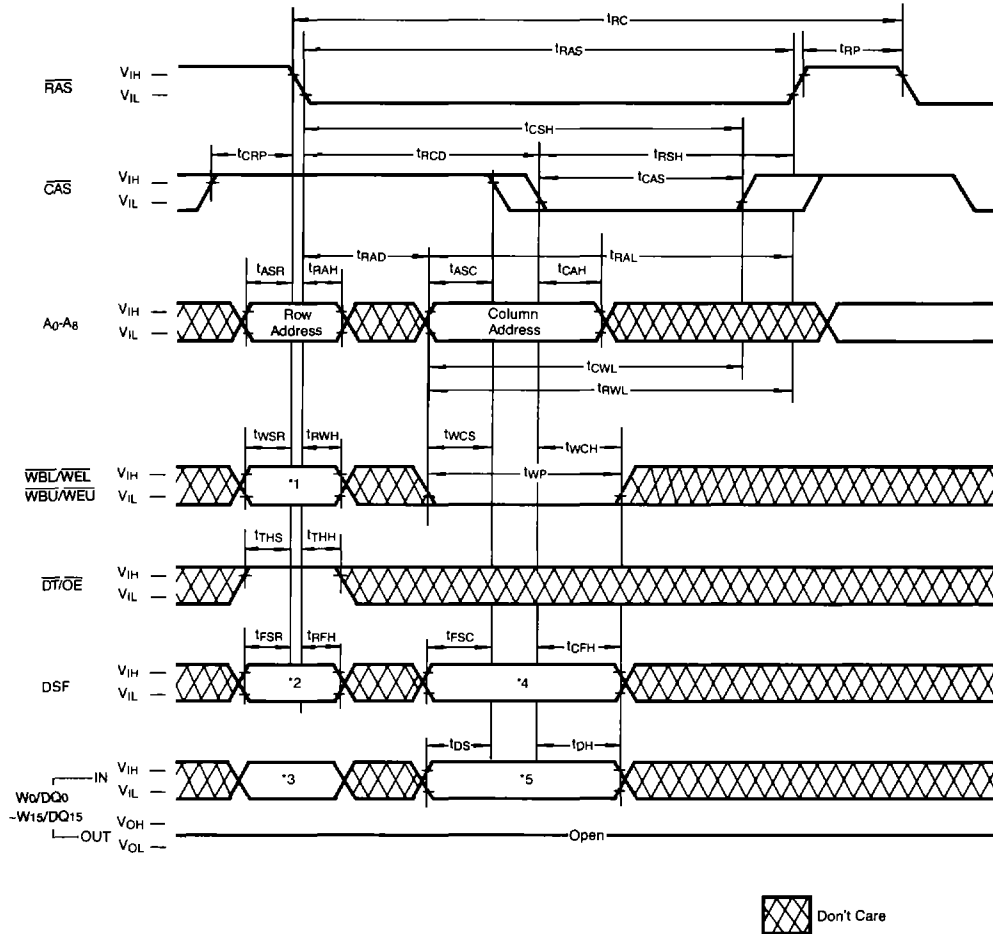 tRC
tRAS
tRP
RAS
VIH
VIL
tCSH
tCRP
tRCD
tRSH
CAS
VIH
VIL
tCAS
tRAD
tRAL
tASR
tRAH
tASC
tCAH
A0-A8
VIH
VIL
Row
Address
Column
Address
tCWL
tRWL
tWSR
tRWH
tWCS
tWCH
WBL/WEL
WBU/WEU
VIH
VIL
*1
tWP
tTHS
tTHH
DT/OE
VIH
VIL
tFSR
tRFH
tFSC
tCFH
DSF
VIH
VIL
*2
*4
tDS
tDH
W0/DQ0
~W15/DQ15
IN
VIH
VIL
*3
*5
OUT
VOH
VOL
Open
Don't Care